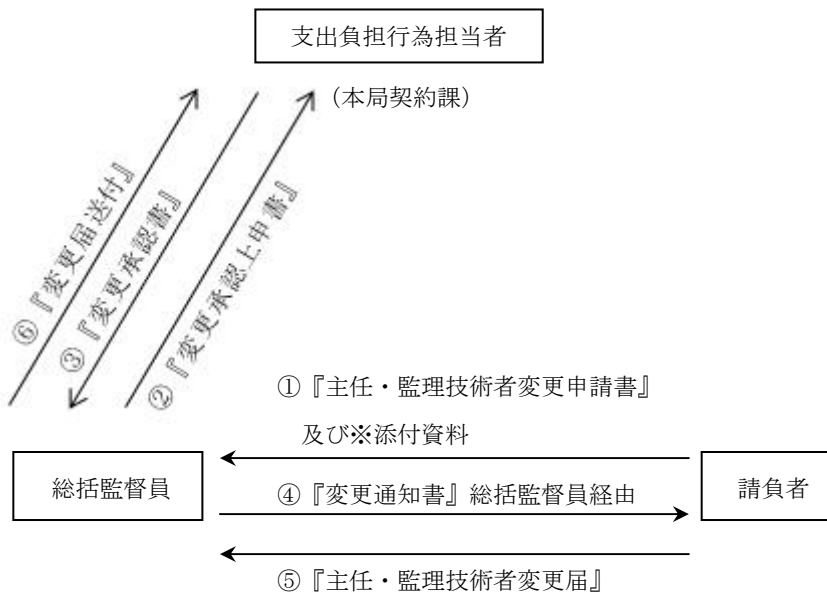 支出負担行為担当者
(本局契約課)
⑥『変更届送付』
③『変更承認書』
②『変更承認上申書』
①『主任・監理技術者変更申請書』
及び※添付資料
総括監督員
④『変更通知書』総括監督員経由
請負者
⑤『主任・監理技術者変更届』